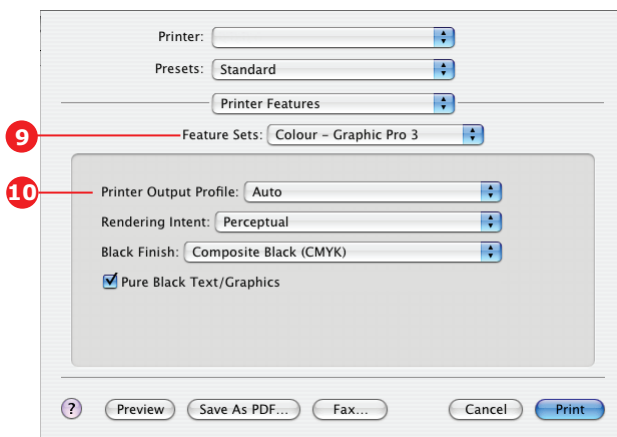 Printer:
Presets: Standard
Printer Features
9 Feature Sets: Colour – Graphic Pro 3
10 Printer Output Profile: Auto
Rendering Intent: Perceptual
Black Finish: Composite Black (CMYK)
Pure Black Text/Graphics
? Preview Save As PDF... Fax... Cancel Print